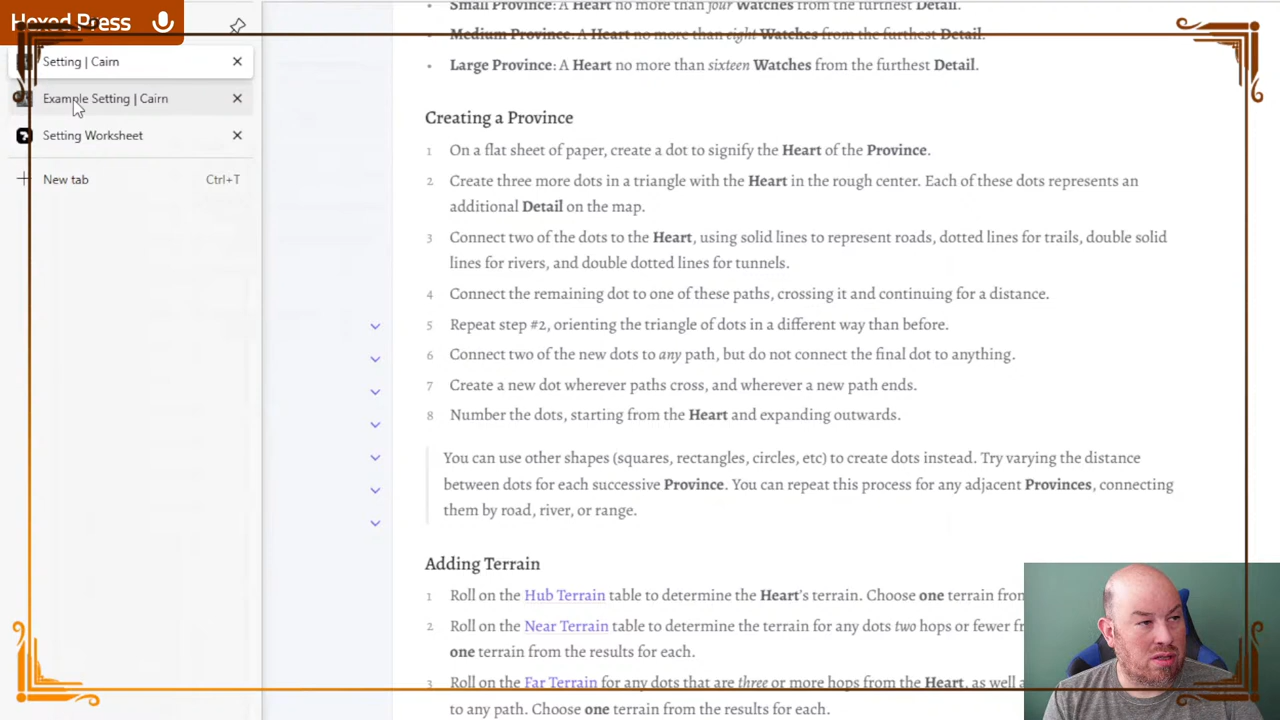 Hexed Press
Setting | Cairn
Example Setting | Cairn
Setting Worksheet
New tab Ctrl+T
• Small Province: A Heart no more than four Watches from the furthest Detail.
• Medium Province: A Heart no more than eight Watches from the furthest Detail.
• Large Province: A Heart no more than sixteen Watches from the furthest Detail.
Creating a Province
1 On a flat sheet of paper, create a dot to signify the Heart of the Province.
2 Create three more dots in a triangle with the Heart in the rough center. Each of these dots represents an
additional Detail on the map.
3 Connect two of the dots to the Heart, using solid lines to represent roads, dotted lines for trails, double solid
lines for rivers, and double dotted lines for tunnels.
4 Connect the remaining dot to one of these paths, crossing it and continuing for a distance.
5 Repeat step #2, orienting the triangle of dots in a different way than before.
6 Connect two of the new dots to any path, but do not connect the final dot to anything.
7 Create a new dot wherever paths cross, and wherever a new path ends.
8 Number the dots, starting from the Heart and expanding outwards.
You can use other shapes (squares, rectangles, circles, etc) to create dots instead. Try varying the distance
between dots for each successive Province. You can repeat this process for any adjacent Provinces, connecting
them by road, river, or range.
Adding Terrain
1 Roll on the Hub Terrain table to determine the Heart's terrain. Choose one terrain from
2 Roll on the Near Terrain table to determine the terrain for any dots two hops or fewer
one terrain from the results for each.
3 Roll on the Far Terrain for any dots that are three or more hops from the Heart, as well a
to any path. Choose one terrain from the results for each.